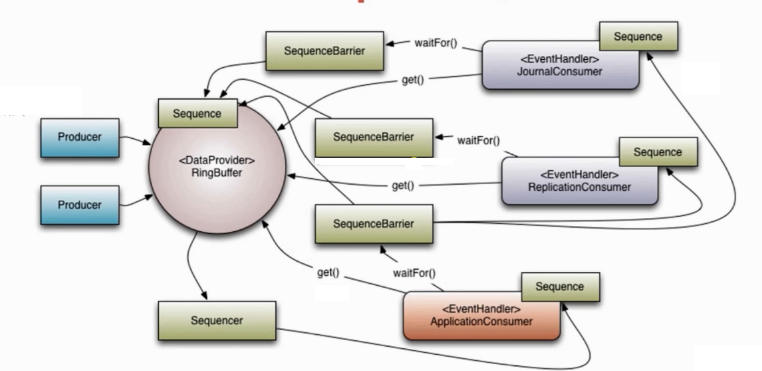 Sequence
waitFor()
SequenceBarrier
<EventHandler>
JournalConsumer
get()
Sequence
Producer
SequenceBarrier
waitFor()
Sequence
<DataProvider>
RingBuffer
<EventHandler>
ReplicationConsumer
get()
Producer
SequenceBarrier
get()
waitFor()
Sequence
<EventHandler>
ApplicationConsumer
Sequencer